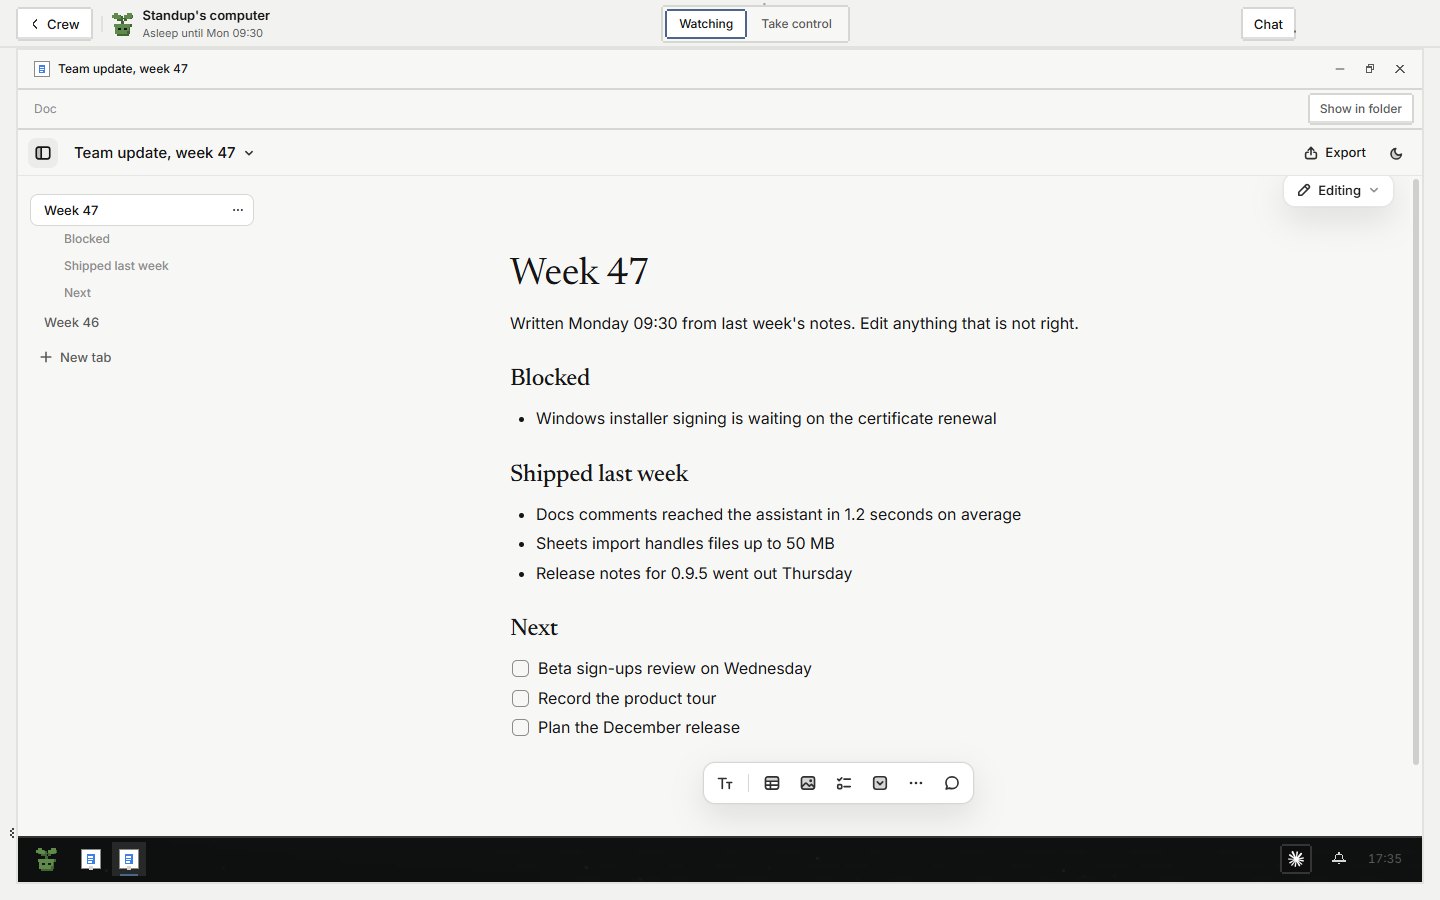 Crew
Standup's computer
Asleep until Mon 09:30
Watching
Take control
Chat
Team update, week 47
Doc
Show in folder
Team update, week 47
Export
Editing
Week 47
Blocked
Shipped last week
Next
Week 46
New tab
Week 47
Written Monday 09:30 from last week's notes. Edit anything that is not right.
Blocked
Windows installer signing is waiting on the certificate renewal
Shipped last week
Docs comments reached the assistant in 1.2 seconds on average
Sheets import handles files up to 50 MB
Release notes for 0.9.5 went out Thursday
Next
Beta sign-ups review on Wednesday
Record the product tour
Plan the December release
Tт
17:35